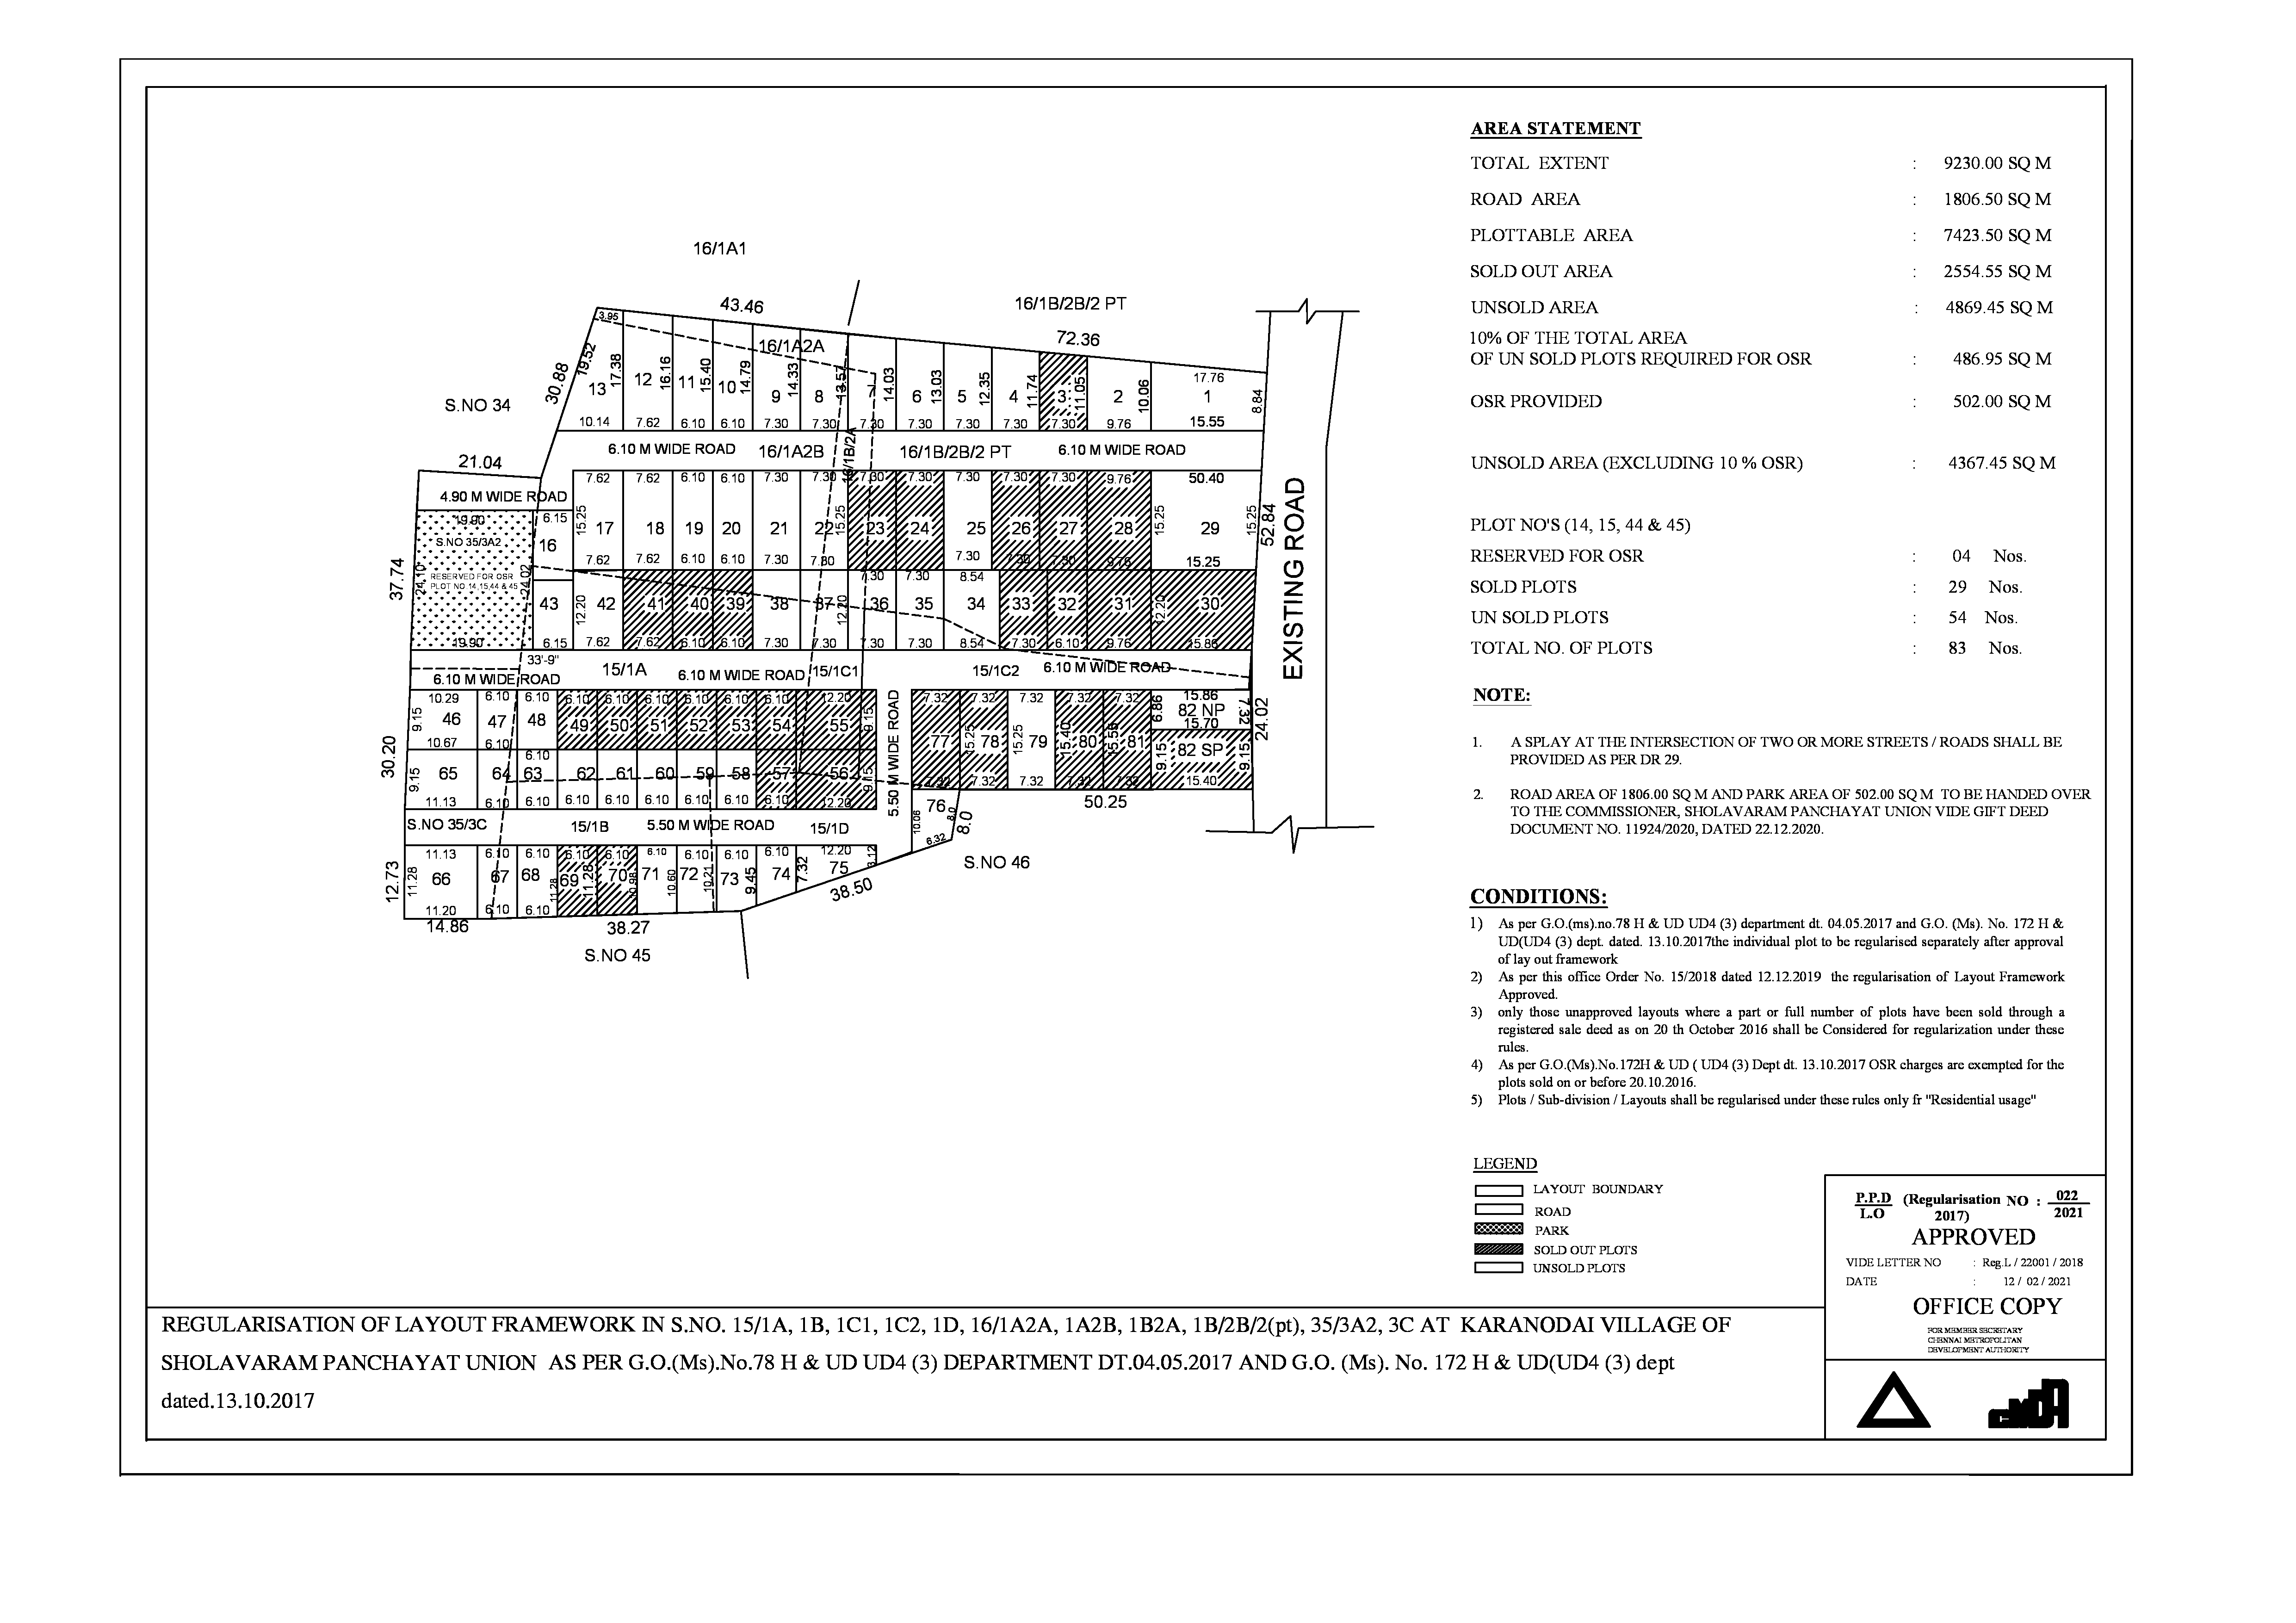 AREA STATEMENT
TOTAL EXTENT : 9230.00 SQ M
ROAD AREA : 1806.50 SQ M
PLOTTABLE AREA : 7423.50 SQ M
SOLD OUT AREA : 2554.55 SQ M
UNSOLD AREA : 4869.45 SQ M
10% OF THE TOTAL AREA
OF UN SOLD PLOTS REQUIRED FOR OSR : 486.95 SQ M
OSR PROVIDED : 502.00 SQ M
UNSOLD AREA (EXCLUDING 10 % OSR) : 4367.45 SQ M
PLOT NO'S (14, 15, 44 & 45)
RESERVED FOR OSR : 04 Nos.
SOLD PLOTS : 29 Nos.
UN SOLD PLOTS : 54 Nos.
TOTAL NO. OF PLOTS : 83 Nos.
NOTE:
1. A SPLAY AT THE INTERSECTION OF TWO OR MORE STREETS / ROADS SHALL BE
PROVIDED AS PER DR 29.
2. ROAD AREA OF 1806.00 SQ M AND PARK AREA OF 502.00 SQ M TO BE HANDED OVER
TO THE COMMISSIONER, SHOLAVARAM PANCHAYAT UNION VIDE GIFT DEED
DOCUMENT NO. 11924/2020, DATED 22.12.2020.
CONDITIONS:
1) As per G.O.(ms).no.78 H & UD UD4 (3) department dt. 04.05.2017 and G.O. (Ms). No. 172 H &
UD(UD4 (3) dept. dated. 13.10.2017the individual plot to be regularised separately after approval
of lay out framework
2) As per this office Order No. 15/2018 dated 12.12.2019 the regularisation of Layout Framework
Approved.
3) only those unapproved layouts where a part or full number of plots have been sold through a
registered sale deed as on 20 th October 2016 shall be Considered for regularization under these
rules.
4) As per G.O.(Ms).No.172H & UD ( UD4 (3) Dept dt. 13.10.2017 OSR charges are exempted for the
plots sold on or before 20.10.2016.
5) Plots / Sub-division / Layouts shall be regularised under these rules only fr "Residential usage"
LEGEND
LAYOUT BOUNDARY
ROAD
PARK
SOLD OUT PLOTS
UNSOLD PLOTS
P.P.D (Regularisation NO : 022
L.O 2017) 2021
APPROVED
VIDE LETTER NO : Reg.L / 22001 / 2018
DATE : 12 / 02 / 2021
OFFICE COPY
FOR MEMBER SECRETARY
CHENNAI METROPOLITAN
DEVELOPMENT AUTHORITY
CMDA
REGULARISATION OF LAYOUT FRAMEWORK IN S.NO. 15/1A, 1B, 1C1, 1C2, 1D, 16/1A2A, 1A2B, 1B2A, 1B/2B/2(pt), 35/3A2, 3C AT KARANODAI VILLAGE OF
SHOLAVARAM PANCHAYAT UNION AS PER G.O.(Ms).No.78 H & UD UD4 (3) DEPARTMENT DT.04.05.2017 AND G.O. (Ms). No. 172 H & UD(UD4 (3) dept
dated.13.10.2017
16/1A1
43.46
16/1B/2B/2 PT
72.36
3.95
16/1A2A
30.88
19.52
17.38 16.16 15.40 14.79 14.33 13.57 14.03 13.03 12.35 11.74 11.05 10.06 17.76 8.84
13 12 11 10 9 8 7 6 5 4 3 2 1
10.14 7.62 6.10 6.10 7.30 7.30 7.30 7.30 7.30 7.30 7.30 9.76 15.55
S.NO 34
6.10 M WIDE ROAD 16/1A2B 16/1B/2A 16/1B/2B/2 PT 6.10 M WIDE ROAD
21.04
4.90 M WIDE ROAD
7.62 7.62 6.10 6.10 7.30 7.30 7.30 7.30 7.30 7.30 7.30 9.76 50.40
19.90 6.15 15.25 15.25 15.25 15.25
S.NO 35/3A2
16 17 18 19 20 21 22 23 24 25 26 27 28 29
7.62 7.62 6.10 6.10 7.30 7.30 7.30 7.30 7.30 9.76 15.25
37.74
24.10
RESERVED FOR OSR
PLOT NO 14,15,44 & 45
24.02
7.30 7.30 8.54
43 42 41 40 39 38 37 36 35 34 33 32 31 30
12.20 12.20 12.20
19.90 6.15 7.62 7.62 6.10 6.10 7.30 7.30 7.30 7.30 8.54 7.30 6.10 9.76 15.86
52.84
EXISTING ROAD
33'-9"
15/1A 15/1C1 15/1C2
6.10 M WIDE ROAD 6.10 M WIDE ROAD 6.10 M WIDE ROAD
10.29 6.10 6.10 6.10 6.10 6.10 6.10 6.10 6.10 12.20 7.32 7.32 7.32 7.32 7.32 15.86
9.15 46 47 48 49 50 51 52 53 54 55 9.15
6.86 82 NP 7.32
15.70
24.02
10.67 6.10 6.10
5.50 M WIDE ROAD
77 15.25 78 15.25 79 15.40 80 15.55 81 9.15 82 SP 9.15
30.20
9.15 65 64 63 62 61 60 59 58 57 56 9.15
7.32 7.32 7.32 7.32 7.32 15.40
11.13 6.10 6.10 6.10 6.10 6.10 6.10 6.10 6.10 12.20
50.25
76
10.06 8.0 8.0
6.32
S.NO 35/3C 15/1B 5.50 M WIDE ROAD 15/1D
S.NO 46
12.73
11.13 6.10 6.10 6.10 6.10 6.10 6.10 6.10 6.10 12.20 3.12
11.28 66 67 68 11.28 69 11.28 70 10.98 71 10.60 72 10.21 73 9.45 74 7.32 75
11.20 6.10 6.10
38.50
14.86 38.27
S.NO 45